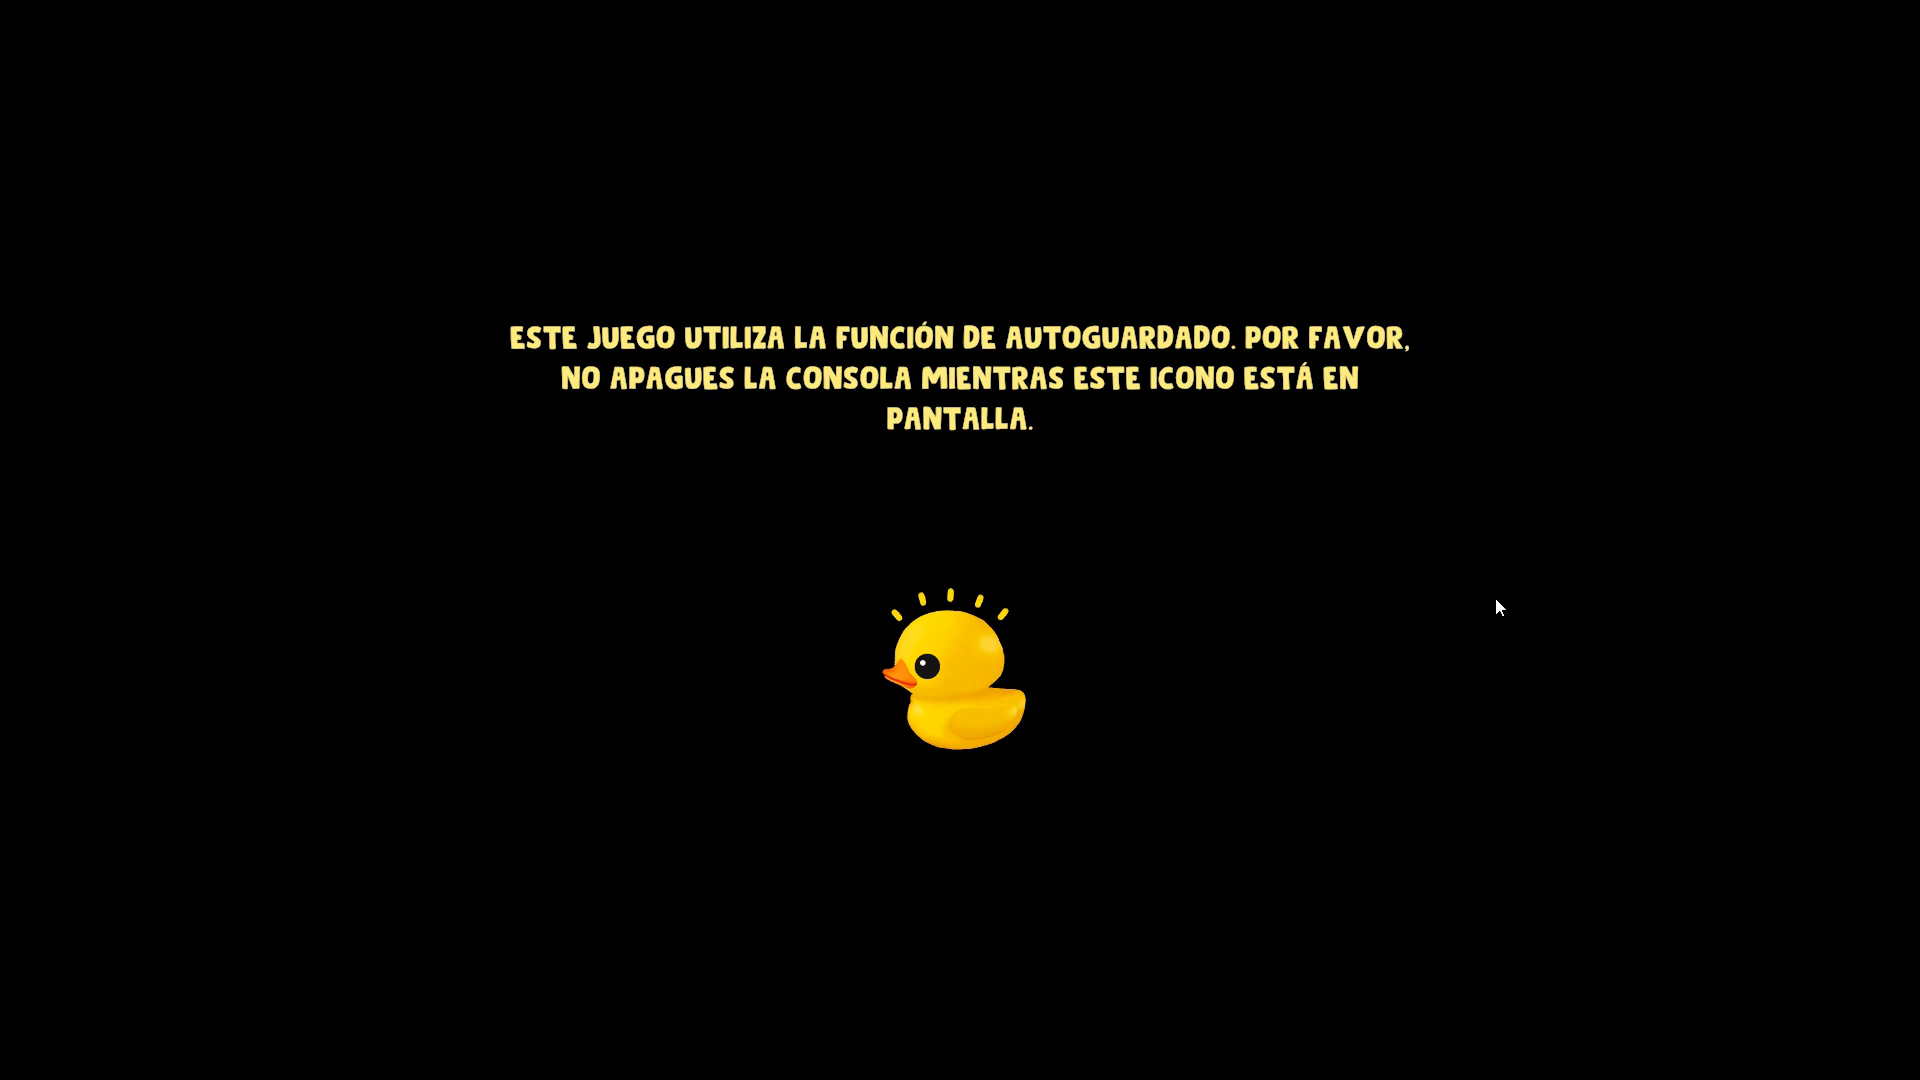 ESTE JUEGO UTILIZA LA FUNCIÓN DE AUTOGUARDADO. POR FAVOR,
NO APAGUES LA CONSOLA MIENTRAS ESTE ICONO ESTÁ EN
PANTALLA.